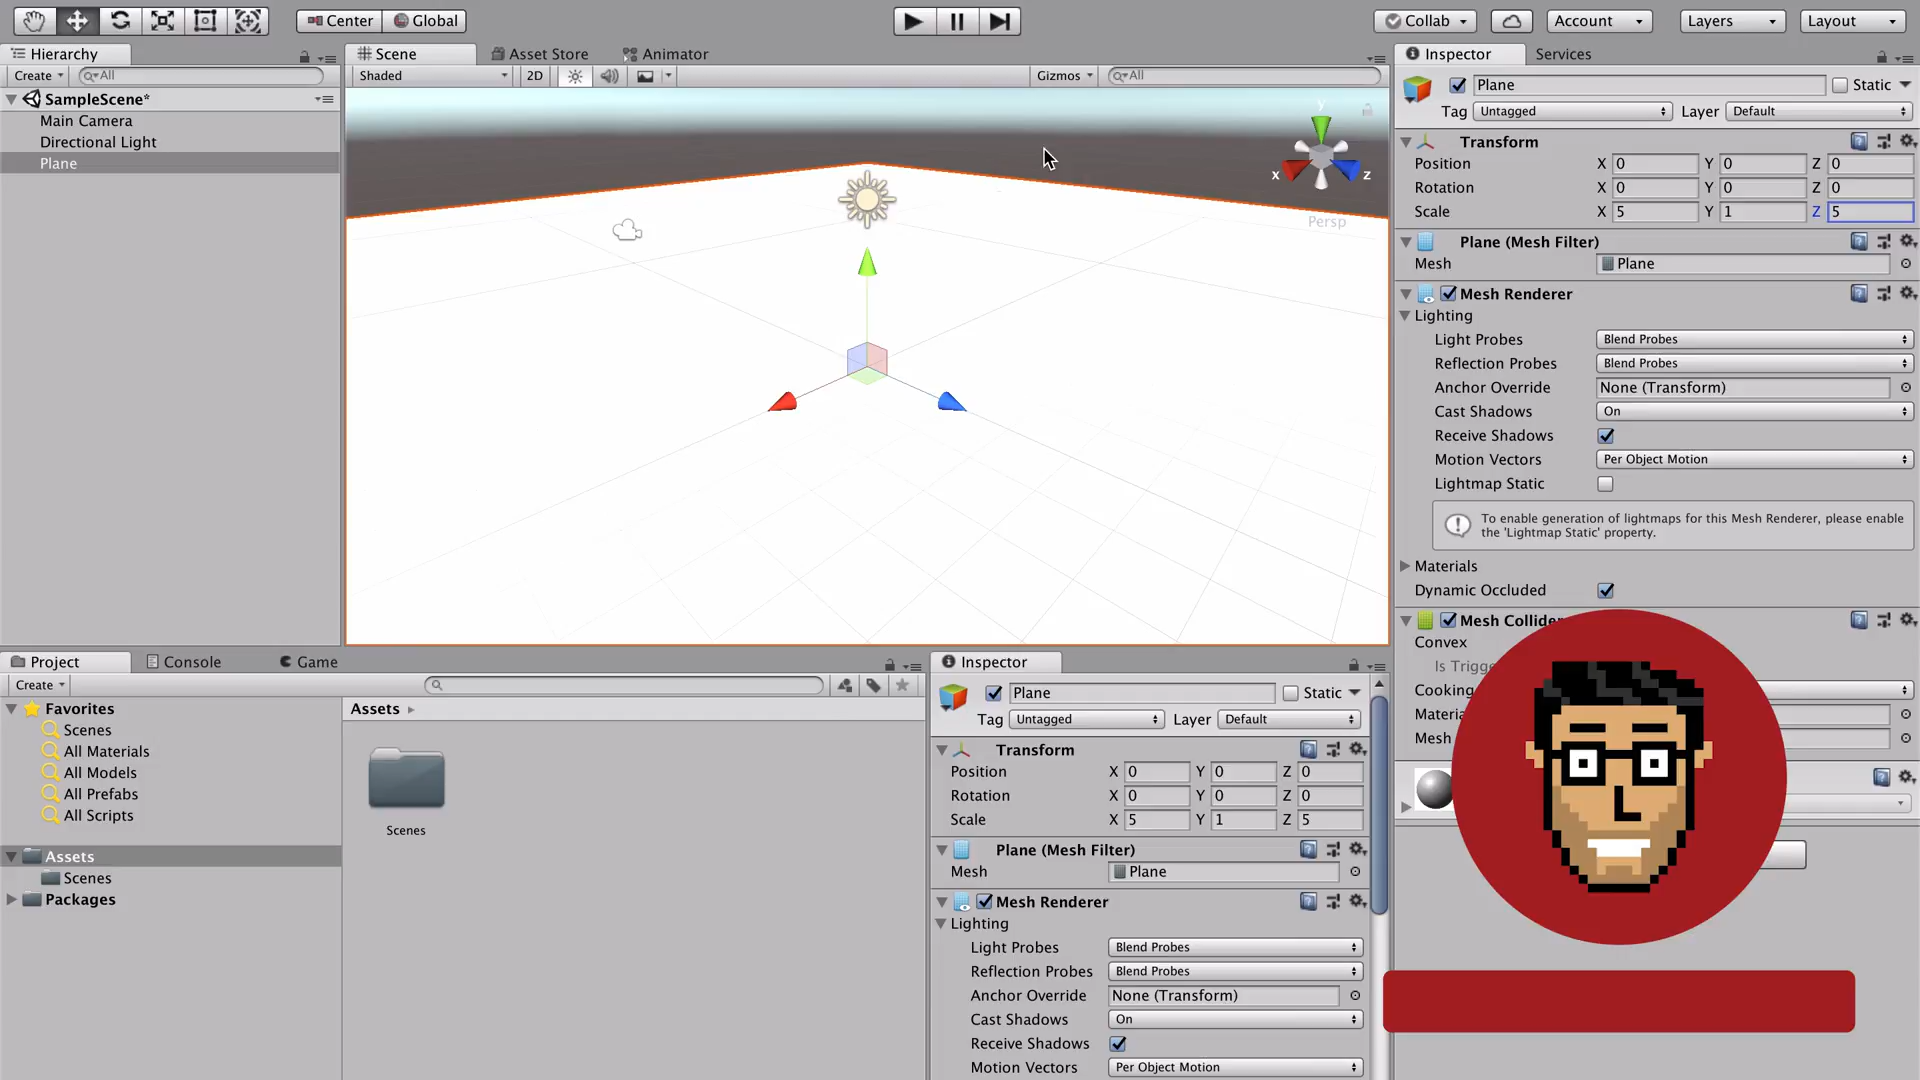 Center
Global
Collab
Account
Layers
Layout
Hierarchy
Create
All
SampleScene*
Main Camera
Directional Light
Plane
Scene
Asset Store
Animator
Shaded
2D
Gizmos
All
y
x
z
Persp
Inspector
Services
Plane
Static
Tag Untagged Layer Default
Transform
Position X 0 Y 0 Z 0
Rotation X 0 Y 0 Z 0
Scale X 5 Y 1 Z 5
Plane (Mesh Filter)
Mesh Plane
Mesh Renderer
Lighting
Light Probes Blend Probes
Reflection Probes Blend Probes
Anchor Override None (Transform)
Cast Shadows On
Receive Shadows
Motion Vectors Per Object Motion
Lightmap Static
To enable generation of lightmaps for this Mesh Renderer, please enable
the 'Lightmap Static' property.
Materials
Dynamic Occluded
Mesh
Convex
Is
Cooking
Mesh
Project
Console
Game
Create
Favorites
Scenes
All Materials
All Models
All Prefabs
All Scripts
Assets
Scenes
Packages
Assets
Scenes
Inspector
Plane
Static
Tag Untagged Layer Default
Transform
Position X 0 Y 0 Z 0
Rotation X 0 Y 0 Z 0
Scale X 5 Y 1 Z 5
Plane (Mesh Filter)
Mesh Plane
Mesh Renderer
Lighting
Light Probes Blend Probes
Reflection Probes Blend Probes
Anchor Override None (Transform)
Cast Shadows On
Receive Shadows
Motion Vectors Per Object Motion